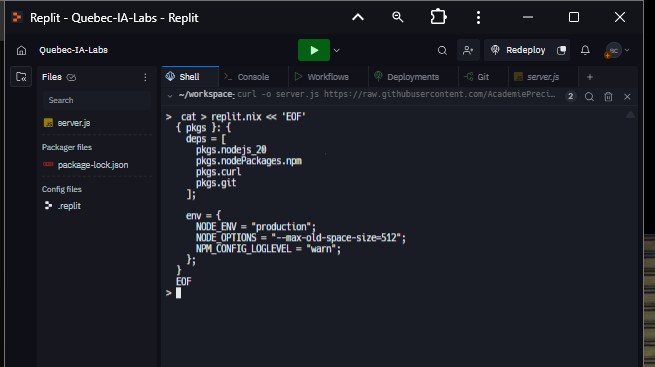 Replit - Quebec-IA-Labs - Replit
Quebec-IA-Labs
Redeploy
SC
Files
Search
server.js
Packager files
package-lock.json
Config files
.replit
Shell
Console
Workflows
Deployments
Git
server.js
~/workspace: curl -o server.js https://raw.githubusercontent.com/AcademiePreci...
2
> cat > replit.nix << 'EOF'
{ pkgs }: {
deps = [
pkgs.nodejs_20
pkgs.nodePackages.npm
pkgs.curl
pkgs.git
];
env = {
NODE_ENV = "production";
NODE_OPTIONS = "--max-old-space-size=512";
NPM_CONFIG_LOGLEVEL = "warn";
};
}
EOF
>